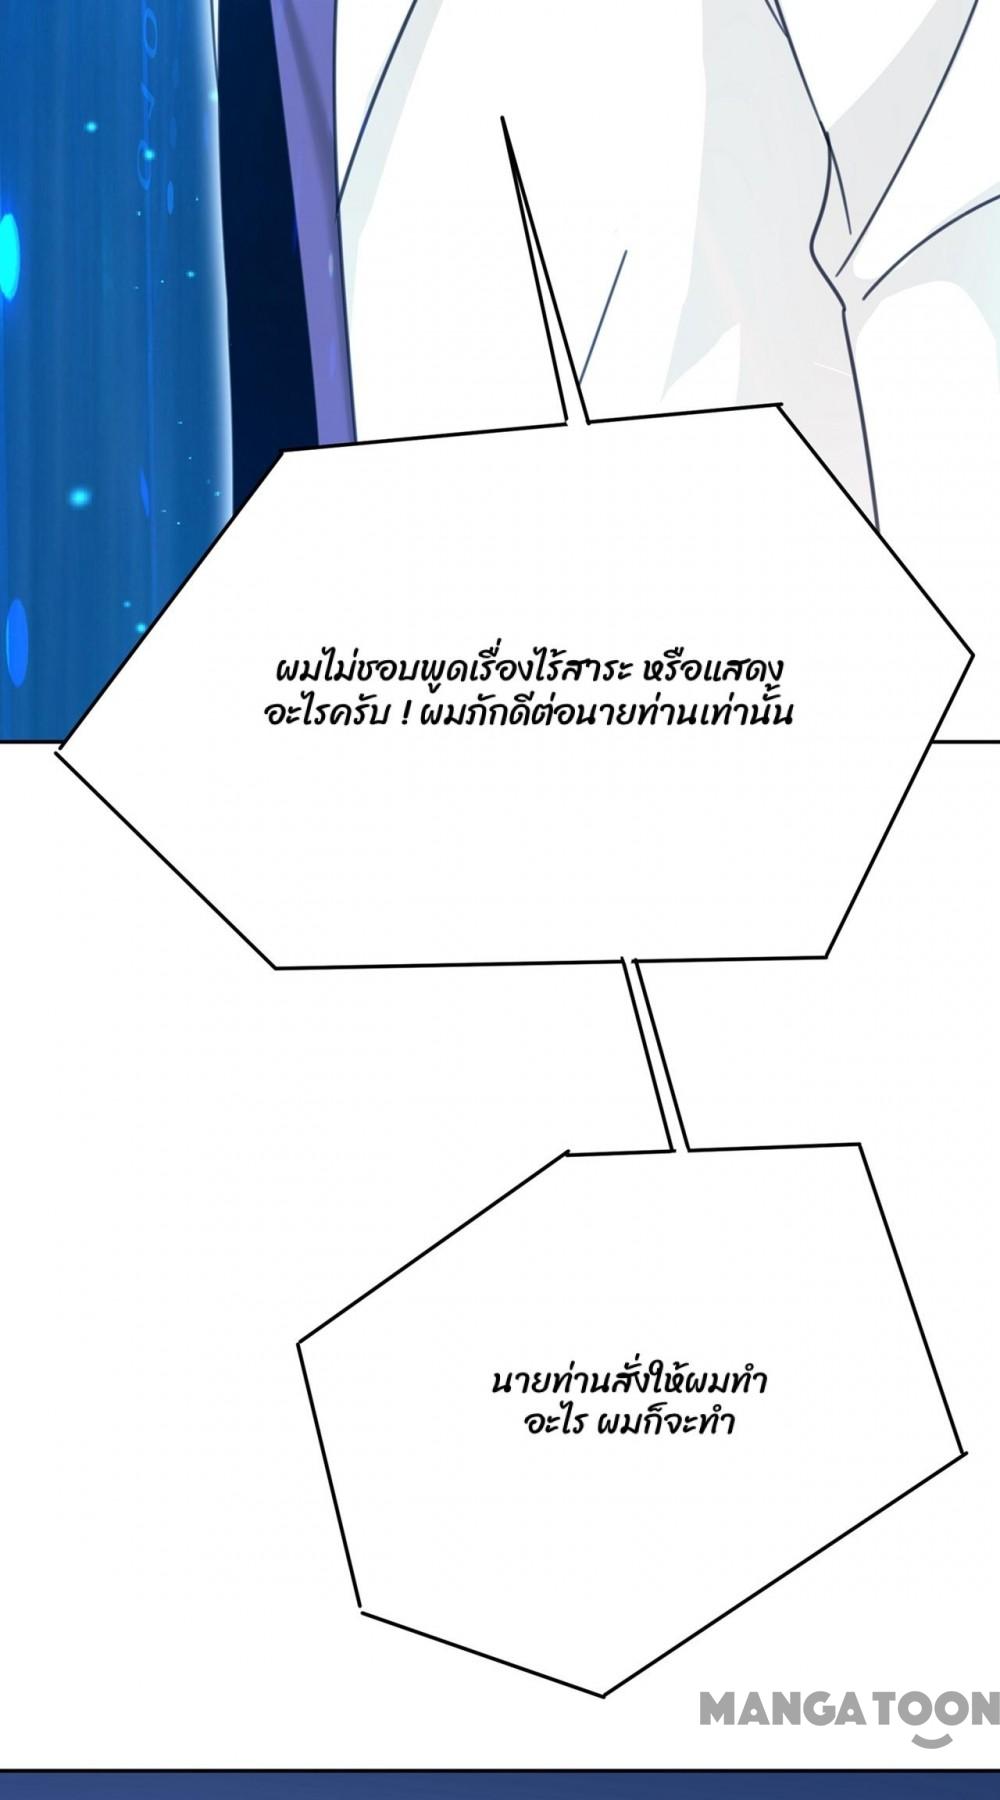 ผมไม่ชอบพูดเรื่องไร้สาระ หรือแสดง
อะไรครับ ! ผมภักดีต่อนายท่านเท่านั้น
นายท่านสั่งให้ผมทำ
อะไร ผมก็จะทำ
MANGATOON